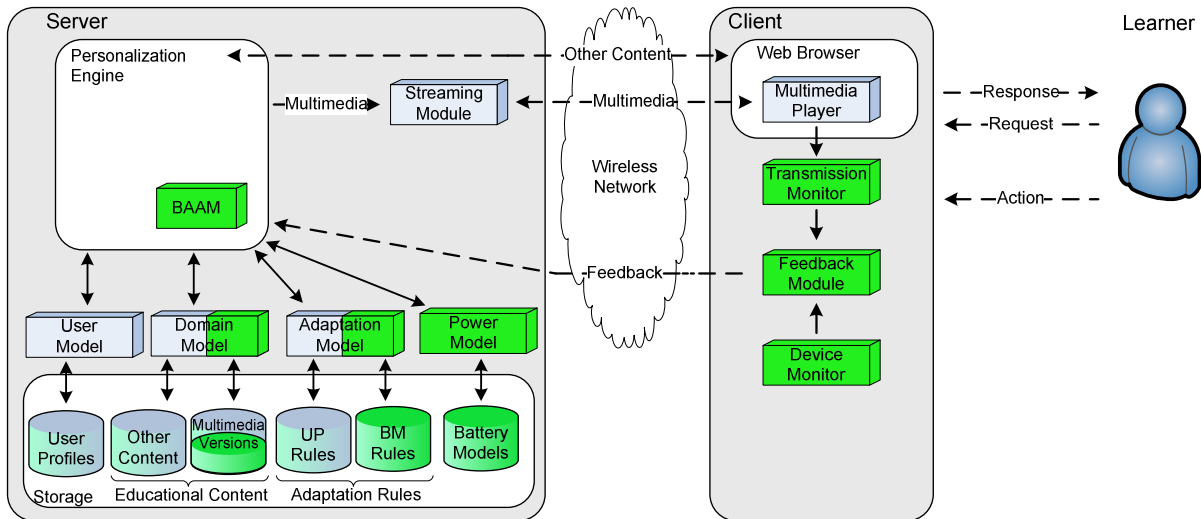 Server
Client
Learner
Personalization
Engine
Other Content
Web Browser
Multimedia
Streaming
Module
Multimedia
Multimedia
Player
Response
Request
Wireless
Network
Transmission
Monitor
BAAM
Action
Feedback
Feedback
Module
User
Model
Domain
Model
Adaptation
Model
Power
Model
Device
Monitor
User
Profiles
Other
Content
Multimedia
Versions
UP
Rules
BM
Rules
Battery
Models
Storage
Educational Content
Adaptation Rules